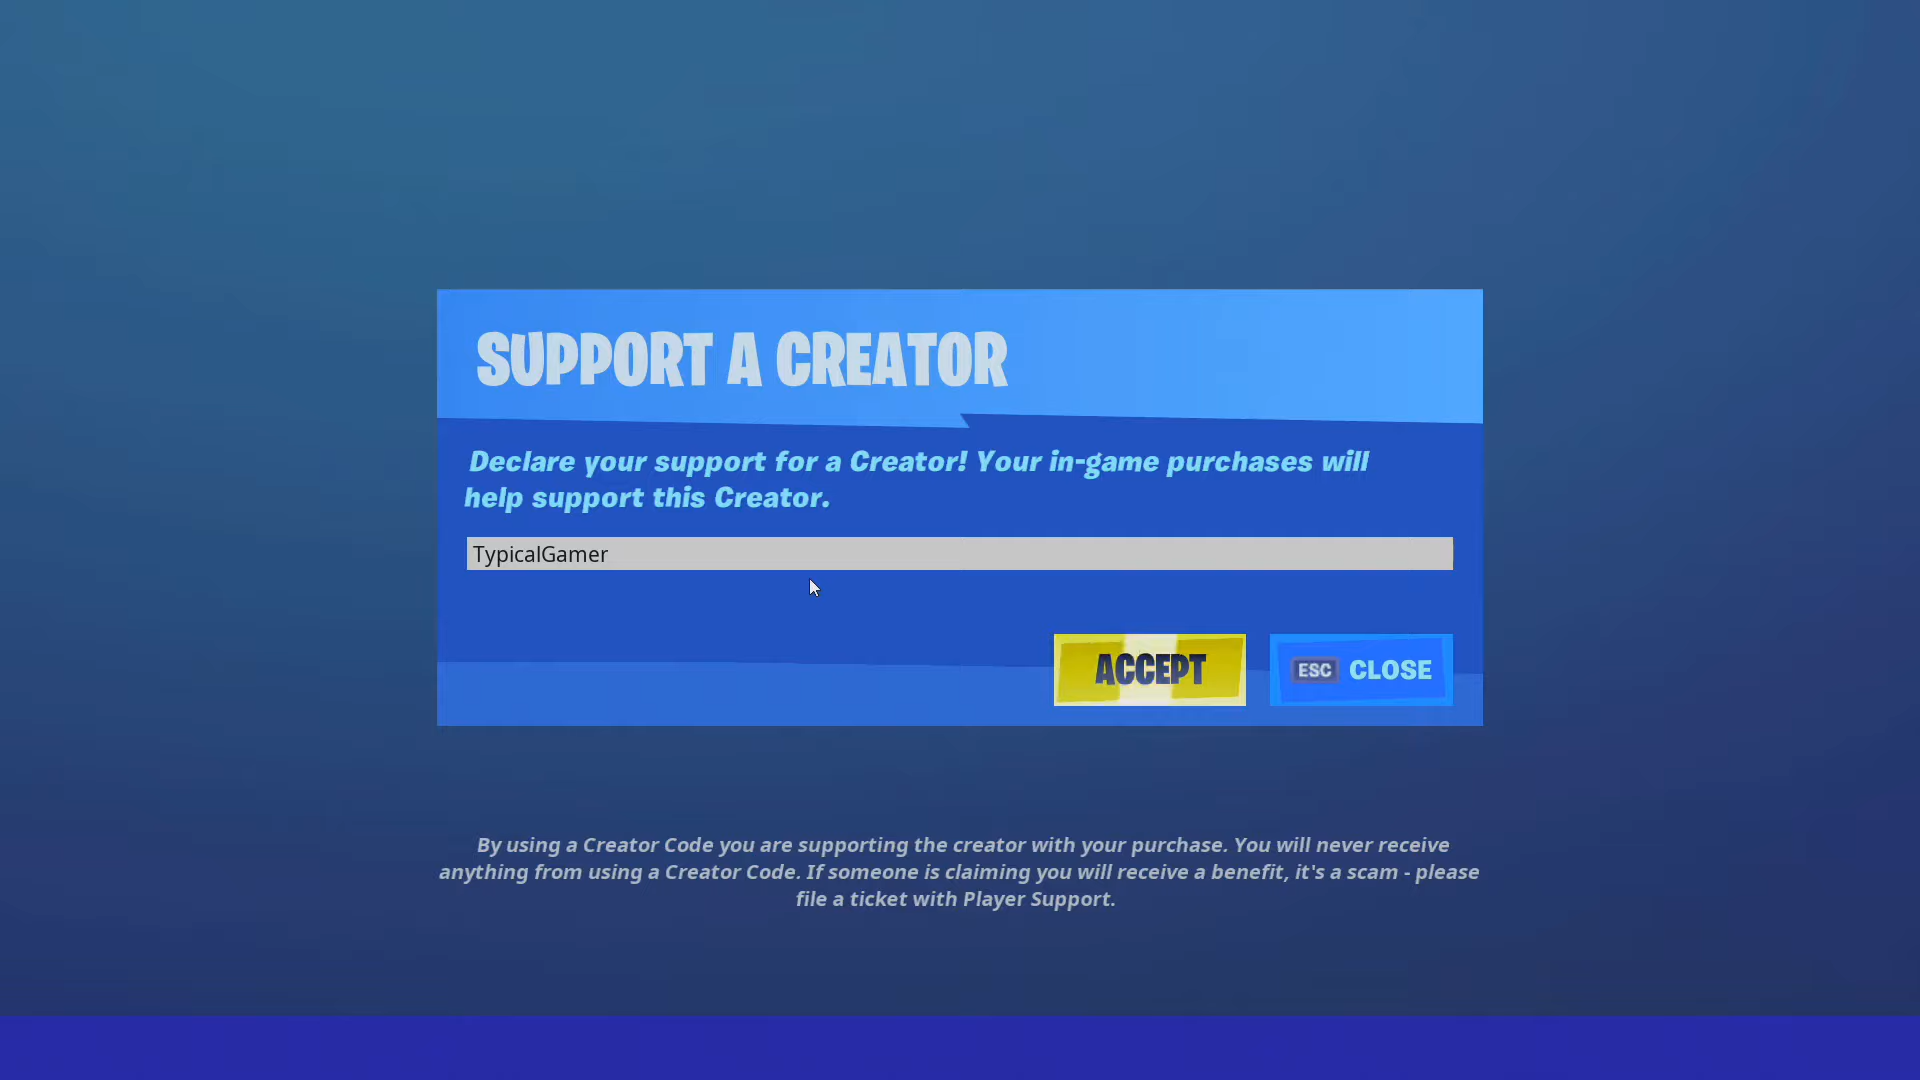 SUPPORT A CREATOR
Declare your support for a Creator! Your in-game purchases will
help support this Creator.
TypicalGamer
ACCEPT
ESC CLOSE
By using a Creator Code you are supporting the creator with your purchase. You will never receive
anything from using a Creator Code. If someone is claiming you will receive a benefit, it's a scam - please
file a ticket with Player Support.